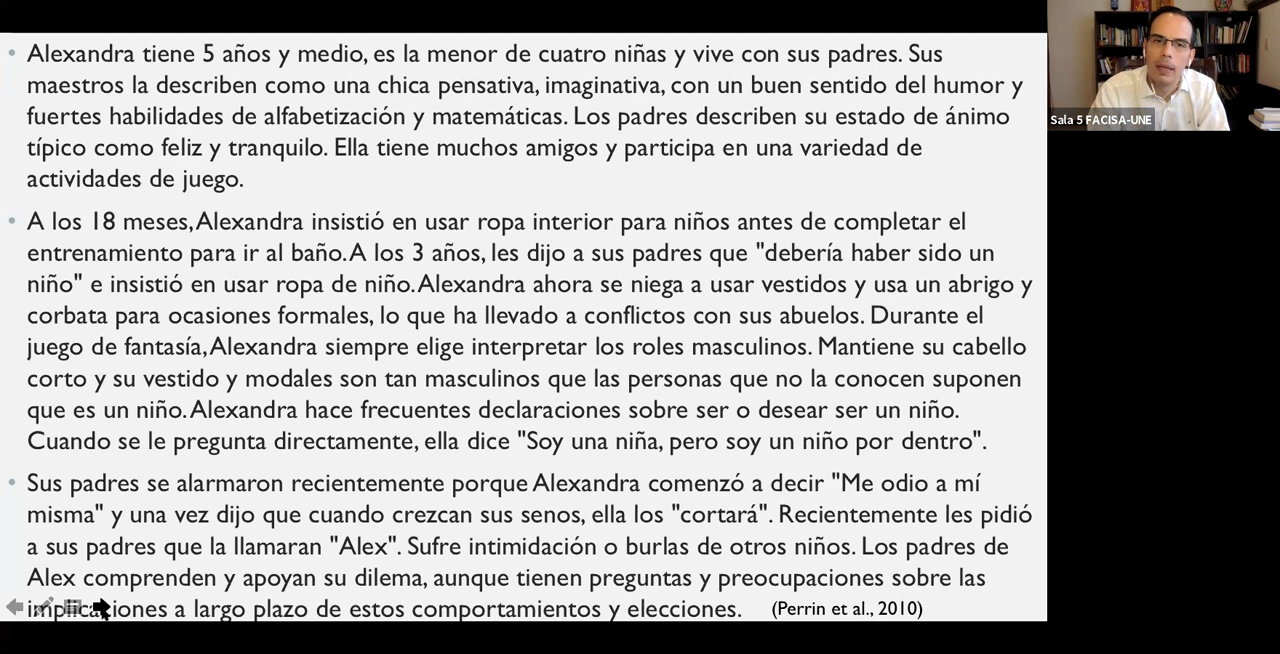 • Alexandra tiene 5 años y medio, es la menor de cuatro niñas y vive con sus padres. Sus
maestros la describen como una chica pensativa, imaginativa, con un buen sentido del humor y
fuertes habilidades de alfabetización y matemáticas. Los padres describen su estado de ánimo
típico como feliz y tranquilo. Ella tiene muchos amigos y participa en una variedad de
actividades de juego.
• A los 18 meses, Alexandra insistió en usar ropa interior para niños antes de completar el
entrenamiento para ir al baño. A los 3 años, les dijo a sus padres que "debería haber sido un
niño" e insistió en usar ropa de niño. Alexandra ahora se niega a usar vestidos y usa un abrigo y
corbata para ocasiones formales, lo que ha llevado a conflictos con sus abuelos. Durante el
juego de fantasía, Alexandra siempre elige interpretar los roles masculinos. Mantiene su cabello
corto y su vestido y modales son tan masculinos que las personas que no la conocen suponen
que es un niño. Alexandra hace frecuentes declaraciones sobre ser o desear ser un niño.
Cuando se le pregunta directamente, ella dice "Soy una niña, pero soy un niño por dentro".
• Sus padres se alarmaron recientemente porque Alexandra comenzó a decir "Me odio a mí
misma" y una vez dijo que cuando crezcan sus senos, ella los "cortará". Recientemente les pidió
a sus padres que la llamaran "Alex". Sufre intimidación o burlas de otros niños. Los padres de
Alex comprenden y apoyan su dilema, aunque tienen preguntas y preocupaciones sobre las
implicaciones a largo plazo de estos comportamientos y elecciones. (Perrin et al., 2010)
Sala 5 FACISA-UNE